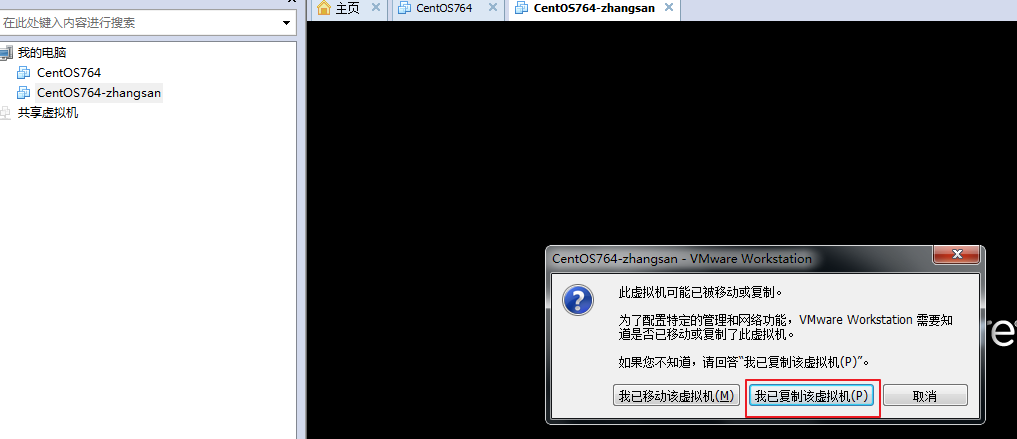 在此处键入内容进行搜索
我的电脑
CentOS764
CentOS764-zhangsan
共享虚拟机
主页 CentOS764 CentOS764-zhangsan
CentOS764-zhangsan - VMware Workstation
此虚拟机可能已被移动或复制。
为了配置特定的管理和网络功能，VMware Workstation 需要知
道是否已移动或复制了此虚拟机。
如果您不知道，请回答“我已复制该虚拟机(P)”。
我已移动该虚拟机(M) 我已复制该虚拟机(P) 取消